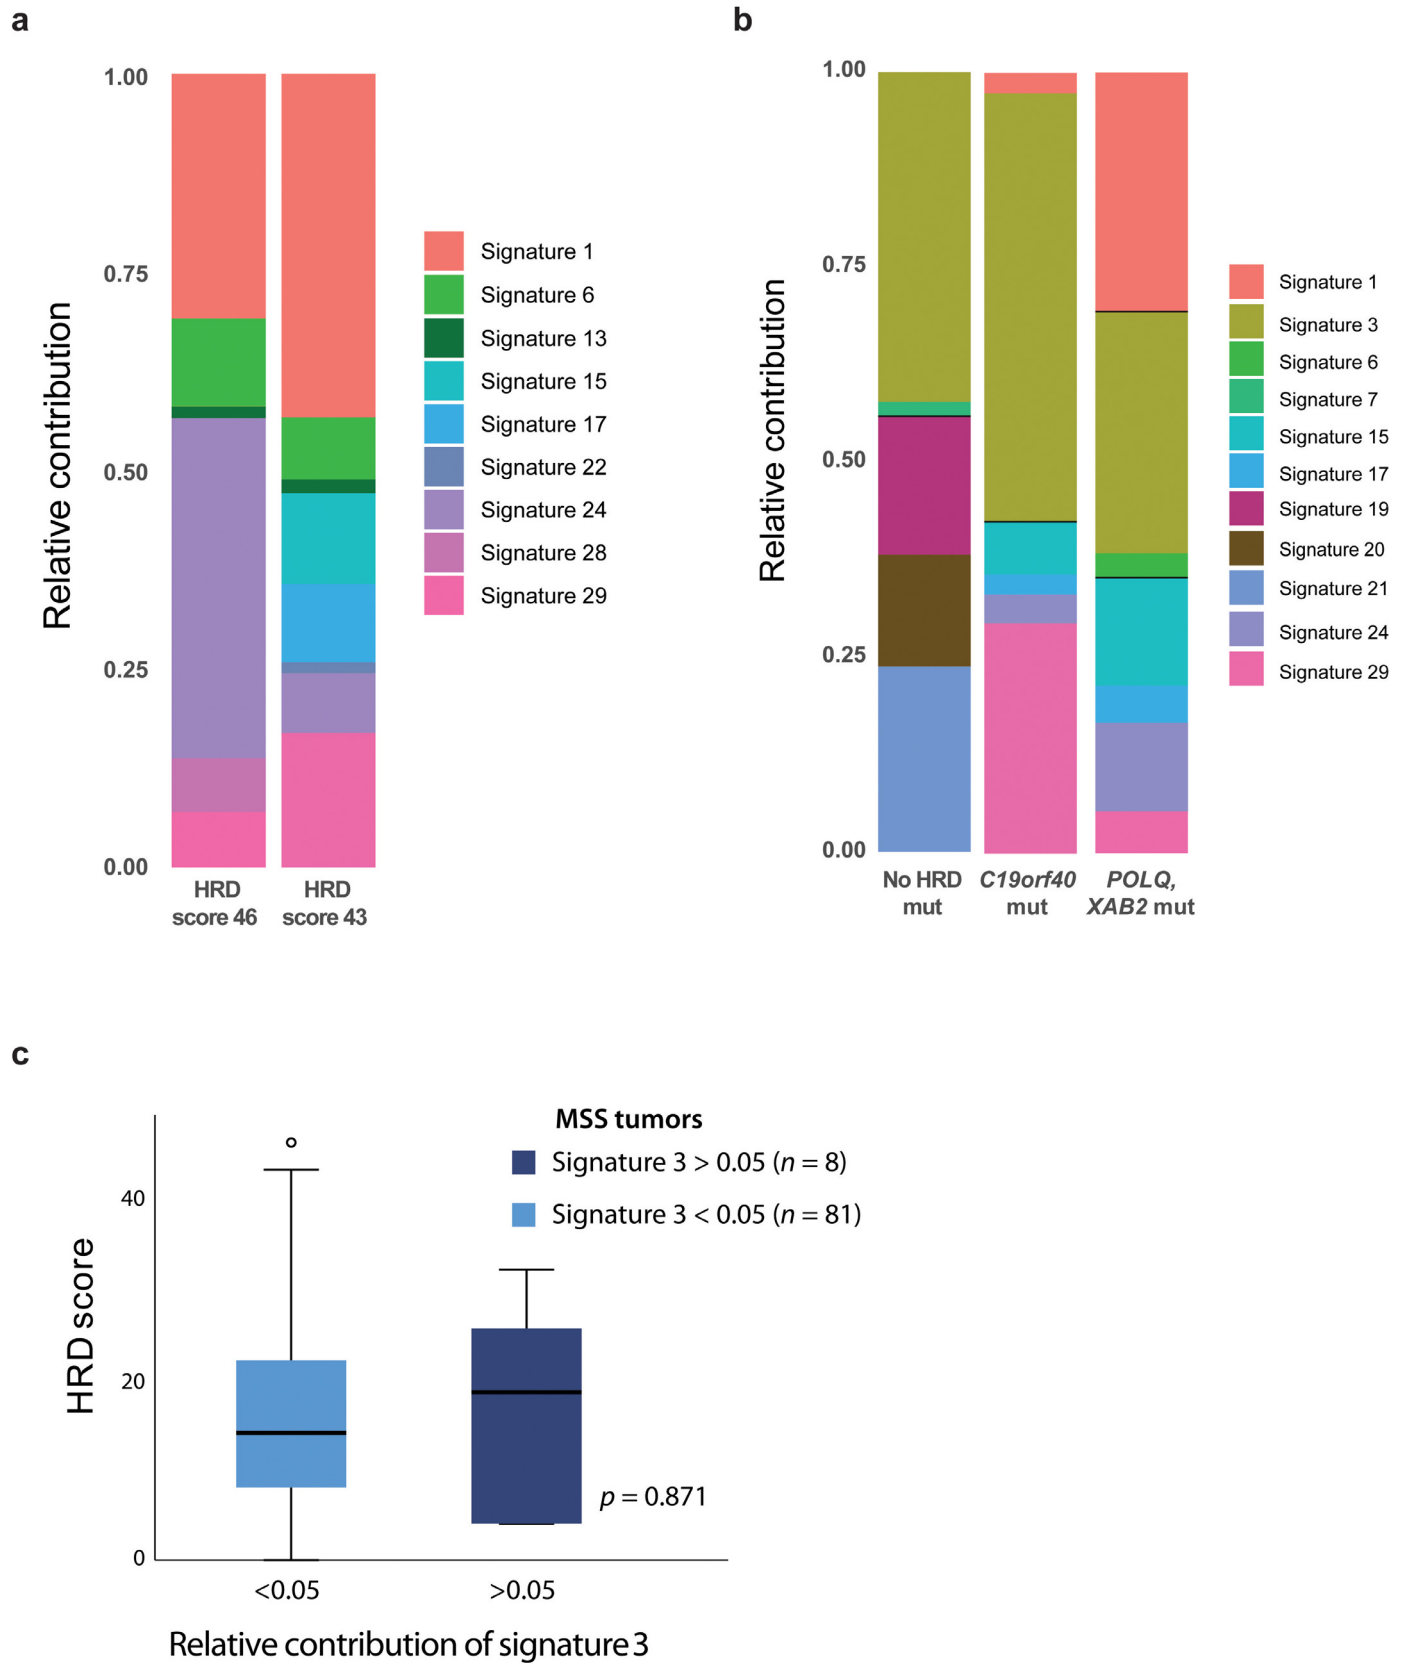 a
Relative contribution
1.00
0.75
0.50
0.25
0.00
HRD
score 46
HRD
score 43
Signature 1
Signature 6
Signature 13
Signature 15
Signature 17
Signature 22
Signature 24
Signature 28
Signature 29
b
Relative contribution
1.00
0.75
0.50
0.25
0.00
No HRD
mut
C19orf40
mut
POLQ,
XAB2 mut
Signature 1
Signature 3
Signature 6
Signature 7
Signature 15
Signature 17
Signature 19
Signature 20
Signature 21
Signature 24
Signature 29
c
HRD score
40
20
0
MSS tumors
Signature 3 > 0.05 (n = 8)
Signature 3 < 0.05 (n = 81)
p = 0.871
<0.05
>0.05
Relative contribution of signature 3